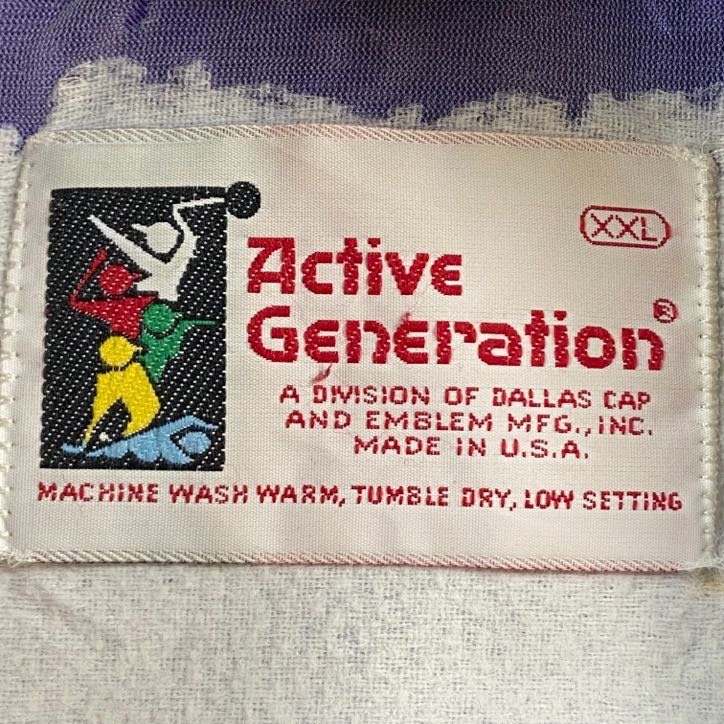 XXL
Active
Generation®
A DIVISION OF DALLAS CAP
AND EMBLEM MFG., INC.
MADE IN U.S.A.
MACHINE WASH WARM, TUMBLE DRY, LOW SETTING